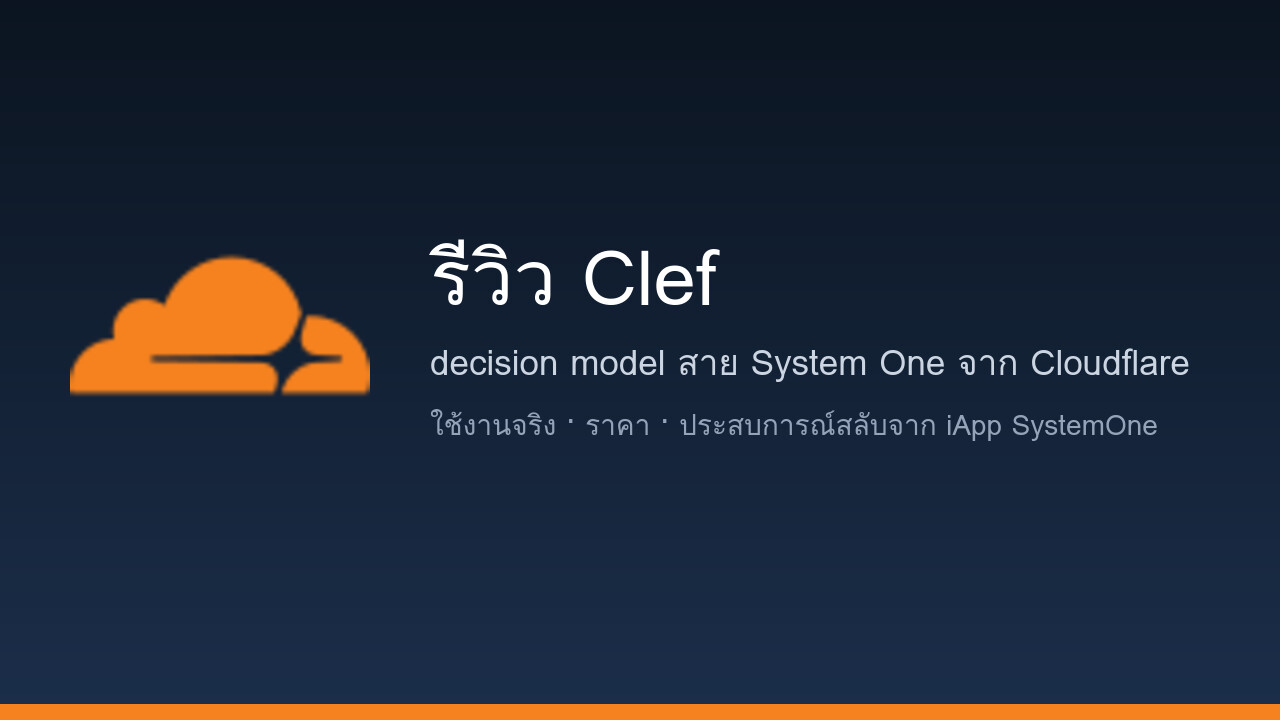 รีวิว Clef
decision model สาย System One จาก Cloudflare
ใช้งานจริง · ราคา · ประสบการณ์สลับจาก iApp SystemOne